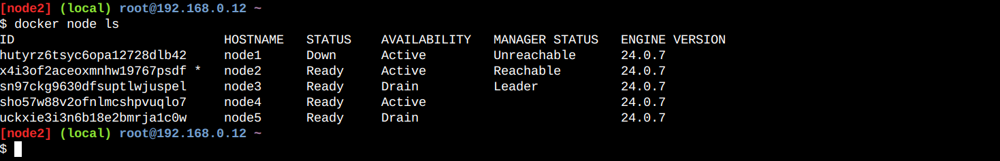 [node2] (local) root@192.168.0.12 ~
$ docker node ls
ID                            HOSTNAME   STATUS    AVAILABILITY   MANAGER STATUS   ENGINE VERSION
hutyrz6tsyc6opa12728dlb42     node1      Down      Active         Unreachable      24.0.7
x4i3of2aceoxmnhw19767psdf *   node2      Ready     Active         Reachable        24.0.7
sn97ckg9630dfsuptlwjuspel     node3      Ready     Drain          Leader           24.0.7
sho57w88v2ofnlmcshpvuqlo7     node4      Ready     Active                          24.0.7
uckxie3i3n6b18e2bmrja1c0w     node5      Ready     Drain                           24.0.7
[node2] (local) root@192.168.0.12 ~
$